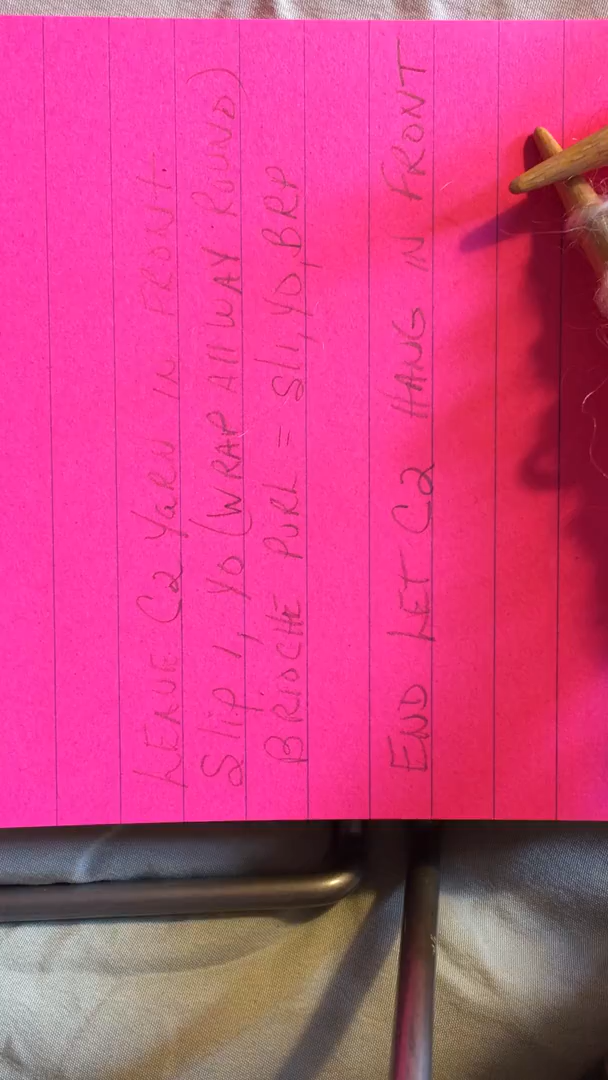 LEAVE C2 YARN IN FRONT
Slip 1, YO (WRAP All WAY ROUND)
BRIOCHE PURL = Sl1, YO, BRP
END LET C2 HANG IN FRONT